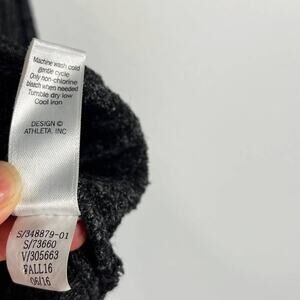 Machine wash cold
gentle cycle
Only non-chlorine
bleach when needed
Tumble dry low
Cool iron
DESIGN ©
ATHLETA, INC
S/348879-01
S/73660
V/305663
FALL16
06/16